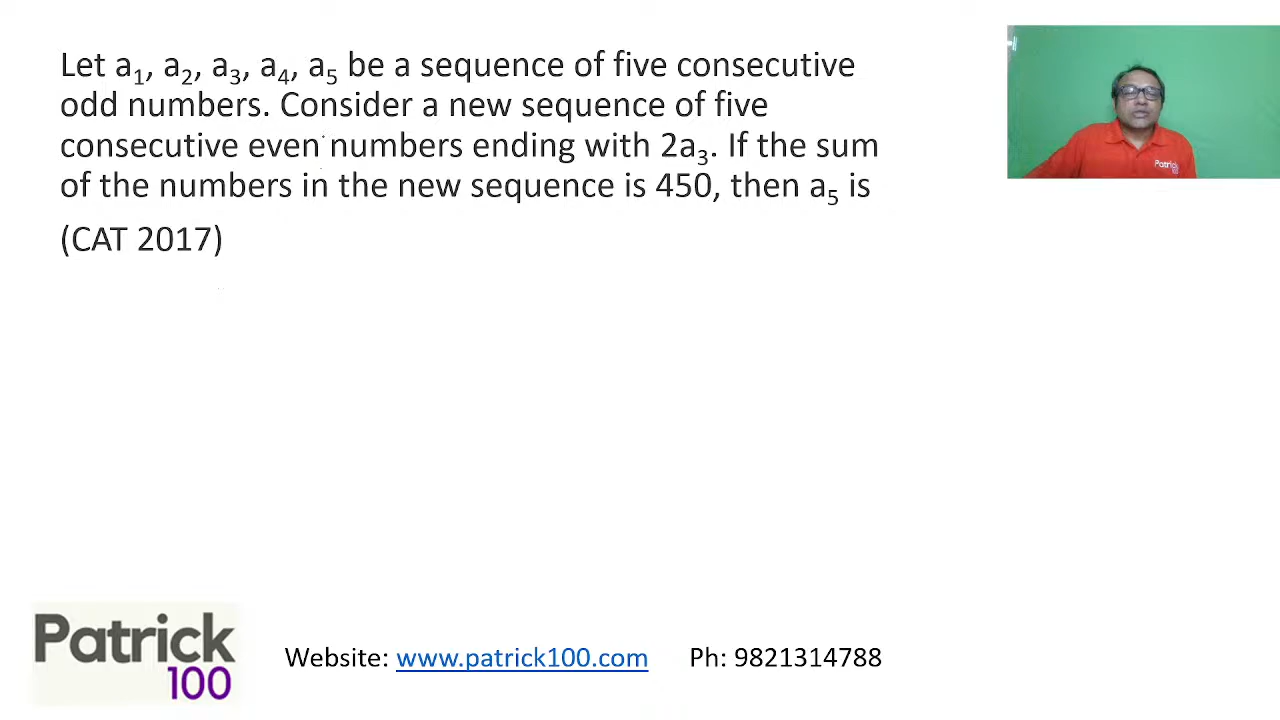 Let a₁, a₂, a₃, a₄, a₅ be a sequence of five consecutive
odd numbers. Consider a new sequence of five
consecutive even numbers ending with 2a₃. If the sum
of the numbers in the new sequence is 450, then a₅ is
(CAT 2017)
Patrick
100
Patrick
100
Website: www.patrick100.com Ph: 9821314788